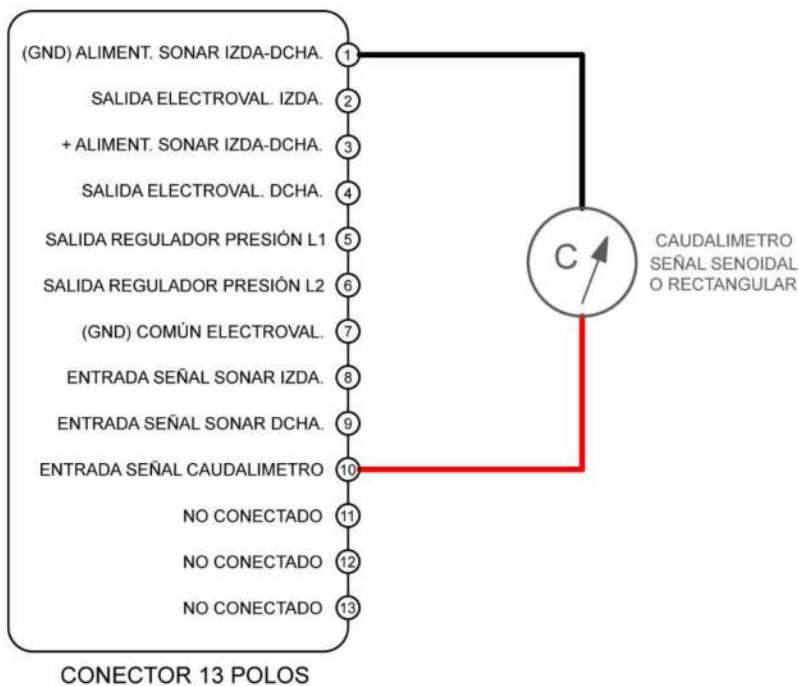 (GND) ALIMENT. SONAR IZDA-DCHA. 1
SALIDA ELECTROVAL. IZDA. 2
+ ALIMENT. SONAR IZDA-DCHA. 3
SALIDA ELECTROVAL. DCHA. 4
SALIDA REGULADOR PRESIÓN L1 5
SALIDA REGULADOR PRESIÓN L2 6
(GND) COMÚN ELECTROVAL. 7
ENTRADA SEÑAL SONAR IZDA. 8
ENTRADA SEÑAL SONAR DCHA. 9
ENTRADA SEÑAL CAUDALIMETRO 10
NO CONECTADO 11
NO CONECTADO 12
NO CONECTADO 13
CONECTOR 13 POLOS
C
CAUDALIMETRO
SEÑAL SENOIDAL
O RECTANGULAR